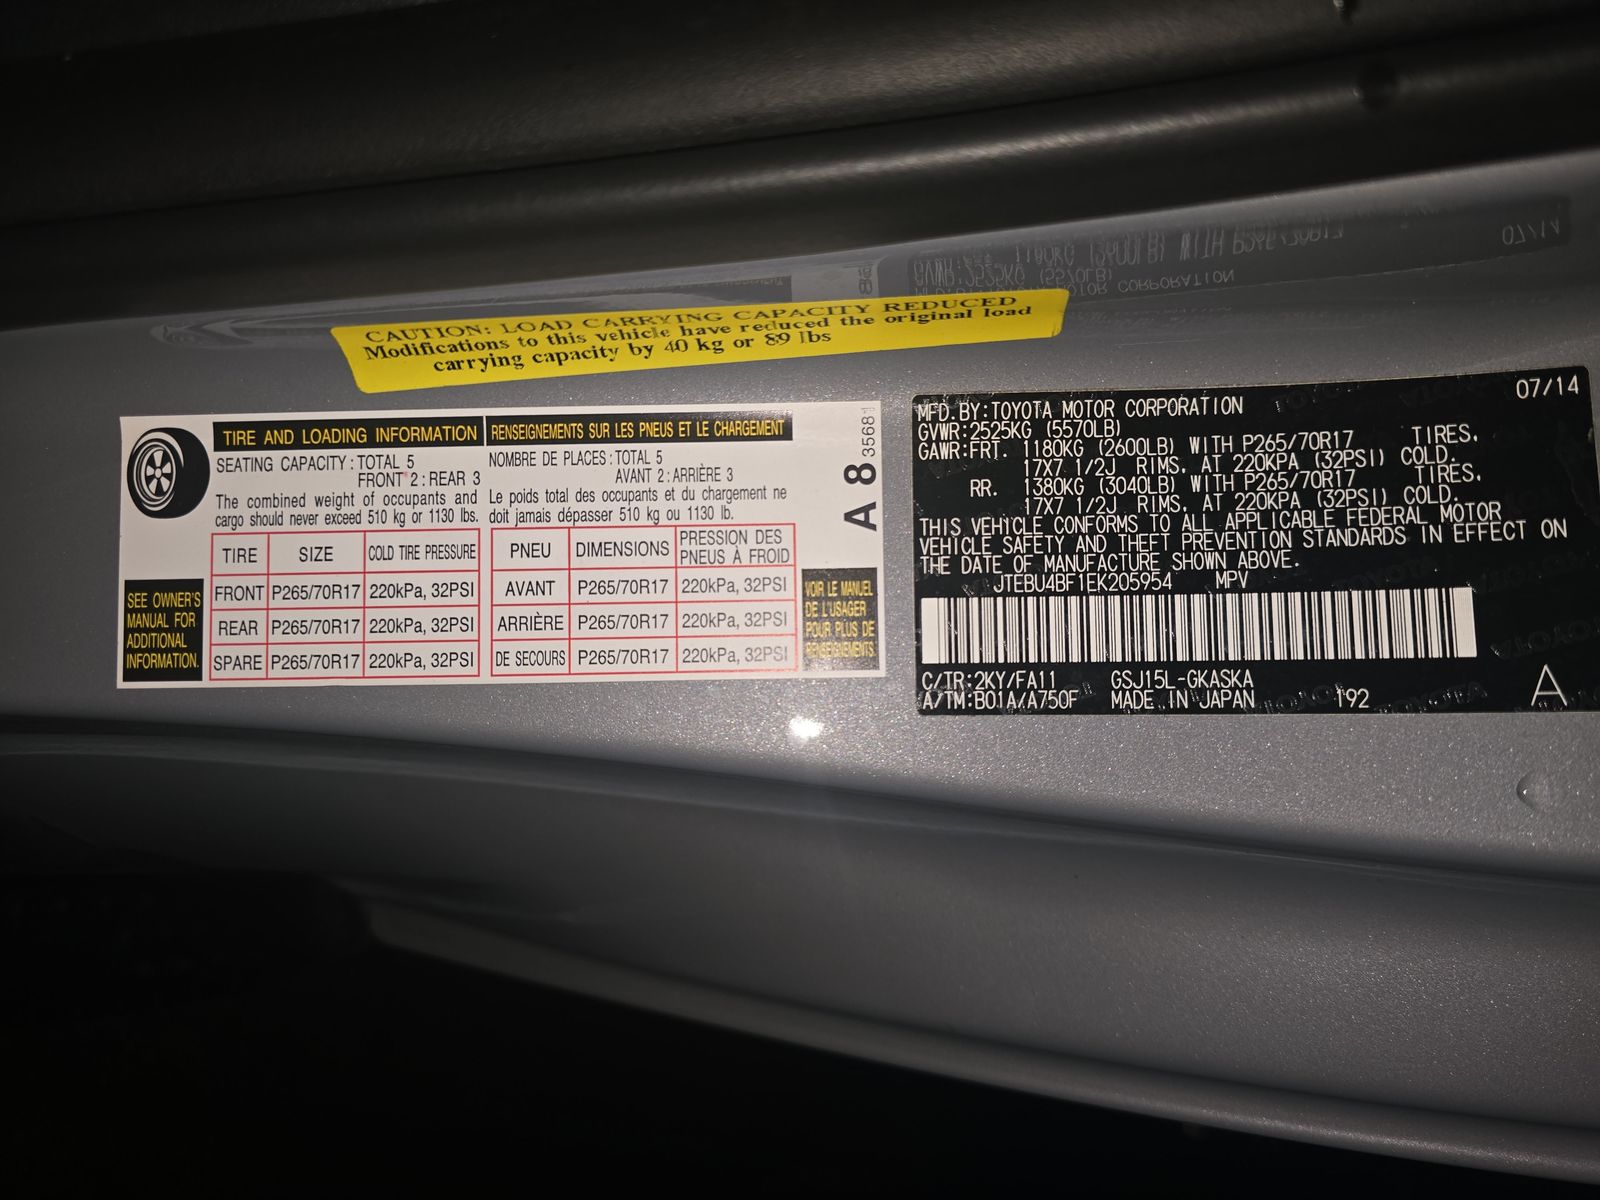 CAUTION: LOAD CARRYING CAPACITY REDUCED
Modifications to this vehicle have reduced the original load
carrying capacity by 40 kg or 89 lbs
TIRE AND LOADING INFORMATION
SEATING CAPACITY : TOTAL 5
FRONT 2 : REAR 3
The combined weight of occupants and
cargo should never exceed 510 kg or 1130 lbs.
RENSEIGNEMENTS SUR LES PNEUS ET LE CHARGEMENT
NOMBRE DE PLACES : TOTAL 5
AVANT 2 : ARRIÈRE 3
Le poids total des occupants et du chargement ne
doit jamais dépasser 510 kg ou 1130 lb.
TIRE SIZE COLD TIRE PRESSURE
FRONT P265/70R17 220kPa, 32PSI
REAR P265/70R17 220kPa, 32PSI
SPARE P265/70R17 220kPa, 32PSI
PNEU DIMENSIONS PRESSION DES
PNEUS À FROID
AVANT P265/70R17 220kPa, 32PSI
ARRIÈRE P265/70R17 220kPa, 32PSI
DE SECOURS P265/70R17 220kPa, 32PSI
SEE OWNER'S
MANUAL FOR
ADDITIONAL
INFORMATION.
VOIR LE MANUEL
DE L'USAGER
POUR PLUS DE
RENSEIGNEMENTS.
A 8 35681
07/14
MFD.BY:TOYOTA MOTOR CORPORATION
GVWR:2525KG (5570LB)
GAWR:FRT. 1180KG (2600LB) WITH P265/70R17 TIRES,
17X7 1/2J RIMS, AT 220KPA (32PSI) COLD.
RR. 1380KG (3040LB) WITH P265/70R17 TIRES,
17X7 1/2J RIMS, AT 220KPA (32PSI) COLD.
THIS VEHICLE CONFORMS TO ALL APPLICABLE FEDERAL MOTOR
VEHICLE SAFETY AND THEFT PREVENTION STANDARDS IN EFFECT ON
THE DATE OF MANUFACTURE SHOWN ABOVE.
JTEBU4BF1EK205954 MPV
C/TR:2KY/FA11 GSJ15L-GKASKA
A/TM:B01A/A750F MADE IN JAPAN 192
A